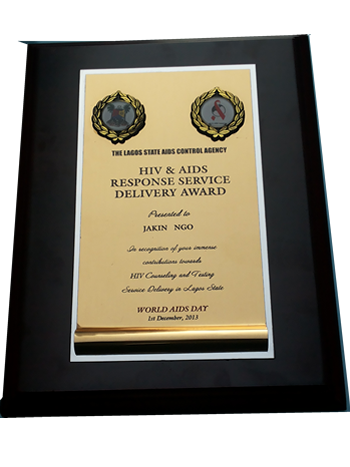 THE LAGOS STATE AIDS CONTROL AGENCY
HIV & AIDS
RESPONSE SERVICE
DELIVERY AWARD
Presented to
JAKIN NGO
In recognition of your immense
contributions towards
HIV Counseling and Testing
Service Delivery in Lagos State
WORLD AIDS DAY
1st December, 2013